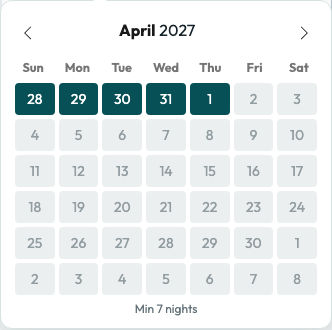 April 2027
Sun Mon Tue Wed Thu Fri Sat
28 29 30 31 1 2 3
4 5 6 7 8 9 10
11 12 13 14 15 16 17
18 19 20 21 22 23 24
25 26 27 28 29 30 1
2 3 4 5 6 7 8
Min 7 nights